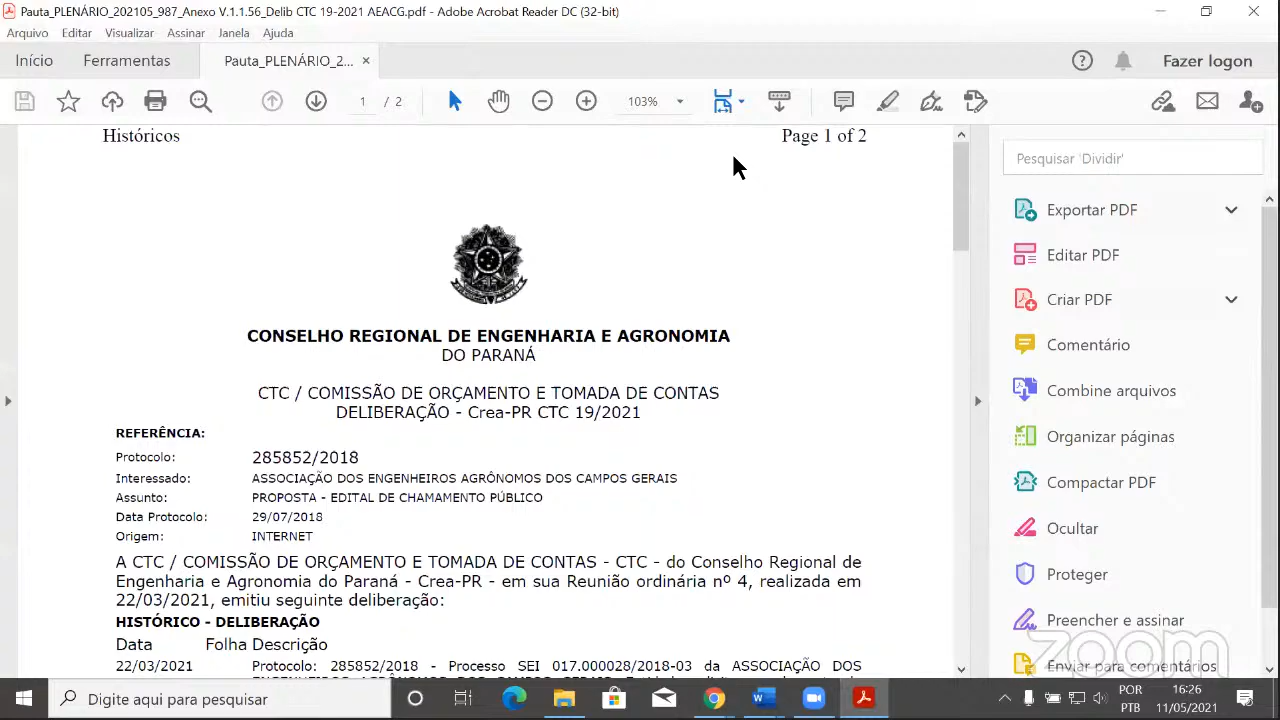 Pauta_PLENÁRIO_202105_987_Anexo V.1.1.56_Delib CTC 19-2021 AEACG.pdf - Adobe Acrobat Reader DC (32-bit)
Arquivo Editar Visualizar Assinar Janela Ajuda
Início Ferramentas Pauta_PLENÁRIO_2... × Fazer logon
1 / 2 103%
Históricos Page 1 of 2
CONSELHO REGIONAL DE ENGENHARIA E AGRONOMIA
DO PARANÁ
CTC / COMISSÃO DE ORÇAMENTO E TOMADA DE CONTAS
DELIBERAÇÃO - Crea-PR CTC 19/2021
REFERÊNCIA:
Protocolo: 285852/2018
Interessado: ASSOCIAÇÃO DOS ENGENHEIROS AGRÔNOMOS DOS CAMPOS GERAIS
Assunto: PROPOSTA - EDITAL DE CHAMAMENTO PÚBLICO
Data Protocolo: 29/07/2018
Origem: INTERNET
A CTC / COMISSÃO DE ORÇAMENTO E TOMADA DE CONTAS - CTC - do Conselho Regional de
Engenharia e Agronomia do Paraná - Crea-PR - em sua Reunião ordinária nº 4, realizada em
22/03/2021, emitiu seguinte deliberação:
HISTÓRICO - DELIBERAÇÃO
Data Folha Descrição
22/03/2021 Protocolo: 285852/2018 - Processo SEI 017.000028/2018-03 da ASSOCIAÇÃO DOS
Pesquisar 'Dividir'
Exportar PDF
Editar PDF
Criar PDF
Comentário
Combine arquivos
Organizar páginas
Compactar PDF
Ocultar
Proteger
Preencher e assinar
Enviar para comentários
zoom
Digite aqui para pesquisar
POR
PTB
16:26
11/05/2021